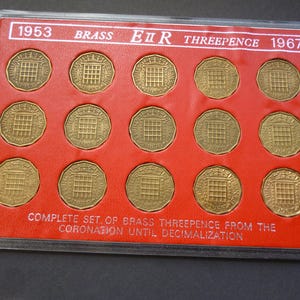 1953 BRASS EIIR THREEPENCE 1967
COMPLETE SET OF BRASS THREEPENCE FROM THE
CORONATION UNTIL DECIMALIZATION